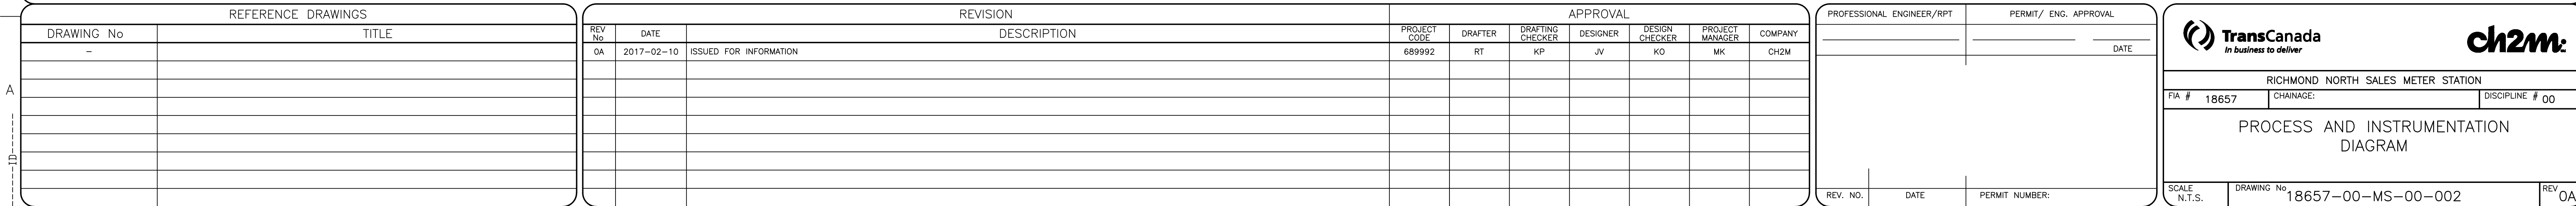 REFERENCE DRAWINGS
DRAWING No TITLE
-
A
ID
REVISION APPROVAL
REV No DATE DESCRIPTION PROJECT CODE DRAFTER DRAFTING CHECKER DESIGNER DESIGN CHECKER PROJECT MANAGER COMPANY
0A 2017-02-10 ISSUED FOR INFORMATION 689992 RT KP JV KO MK CH2M
PROFESSIONAL ENGINEER/RPT PERMIT/ ENG. APPROVAL
DATE
REV. NO. DATE PERMIT NUMBER:
TransCanada
In business to deliver
ch2m:
RICHMOND NORTH SALES METER STATION
FIA # 18657 CHAINAGE: DISCIPLINE # 00
PROCESS AND INSTRUMENTATION
DIAGRAM
SCALE N.T.S. DRAWING No 18657-00-MS-00-002 REV 0A